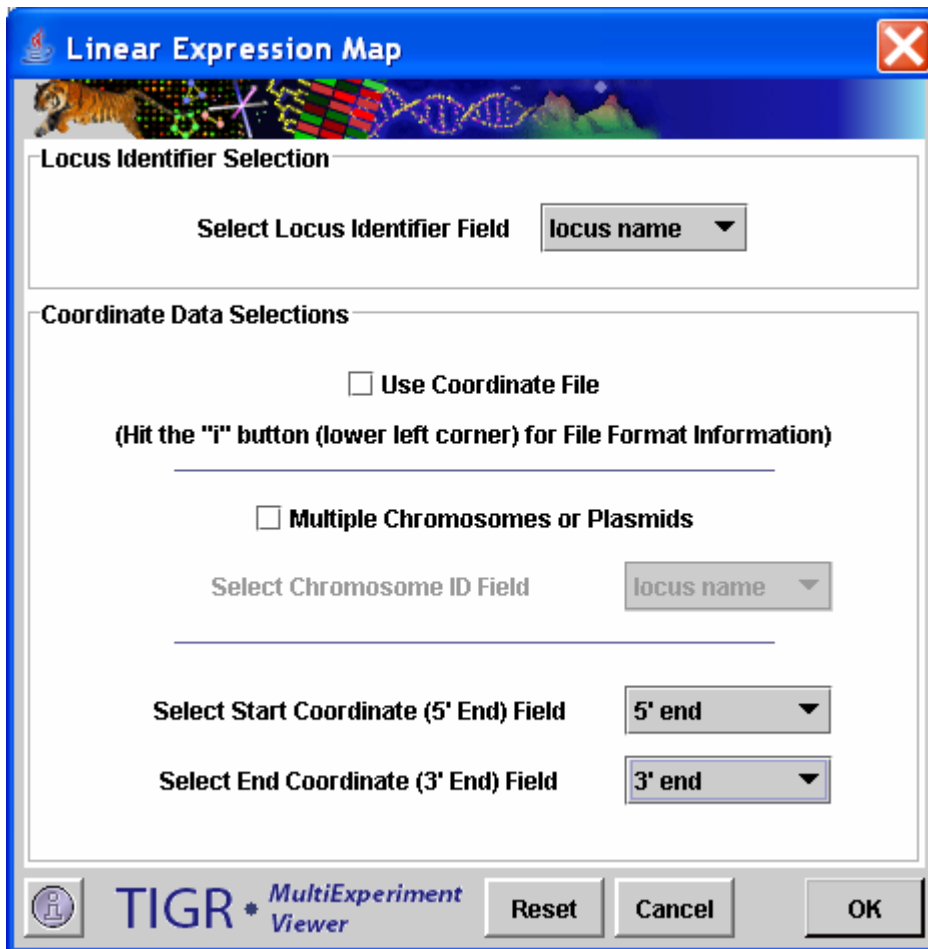 Linear Expression Map
Locus Identifier Selection
Select Locus Identifier Field locus name
Coordinate Data Selections
Use Coordinate File
(Hit the "i" button (lower left corner) for File Format Information)
Multiple Chromosomes or Plasmids
Select Chromosome ID Field locus name
Select Start Coordinate (5' End) Field 5' end
Select End Coordinate (3' End) Field 3' end
i TIGR MultiExperiment Viewer Reset Cancel OK